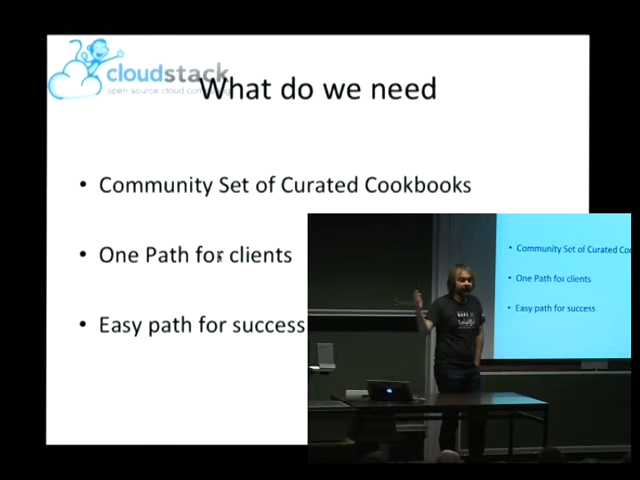 cloudstack
open source cloud computing
What do we need
• Community Set of Curated Cookbooks
• One Path for clients
• Easy path for success
• Community Set of Curated Coo
• One Path for clients
• Easy path for success